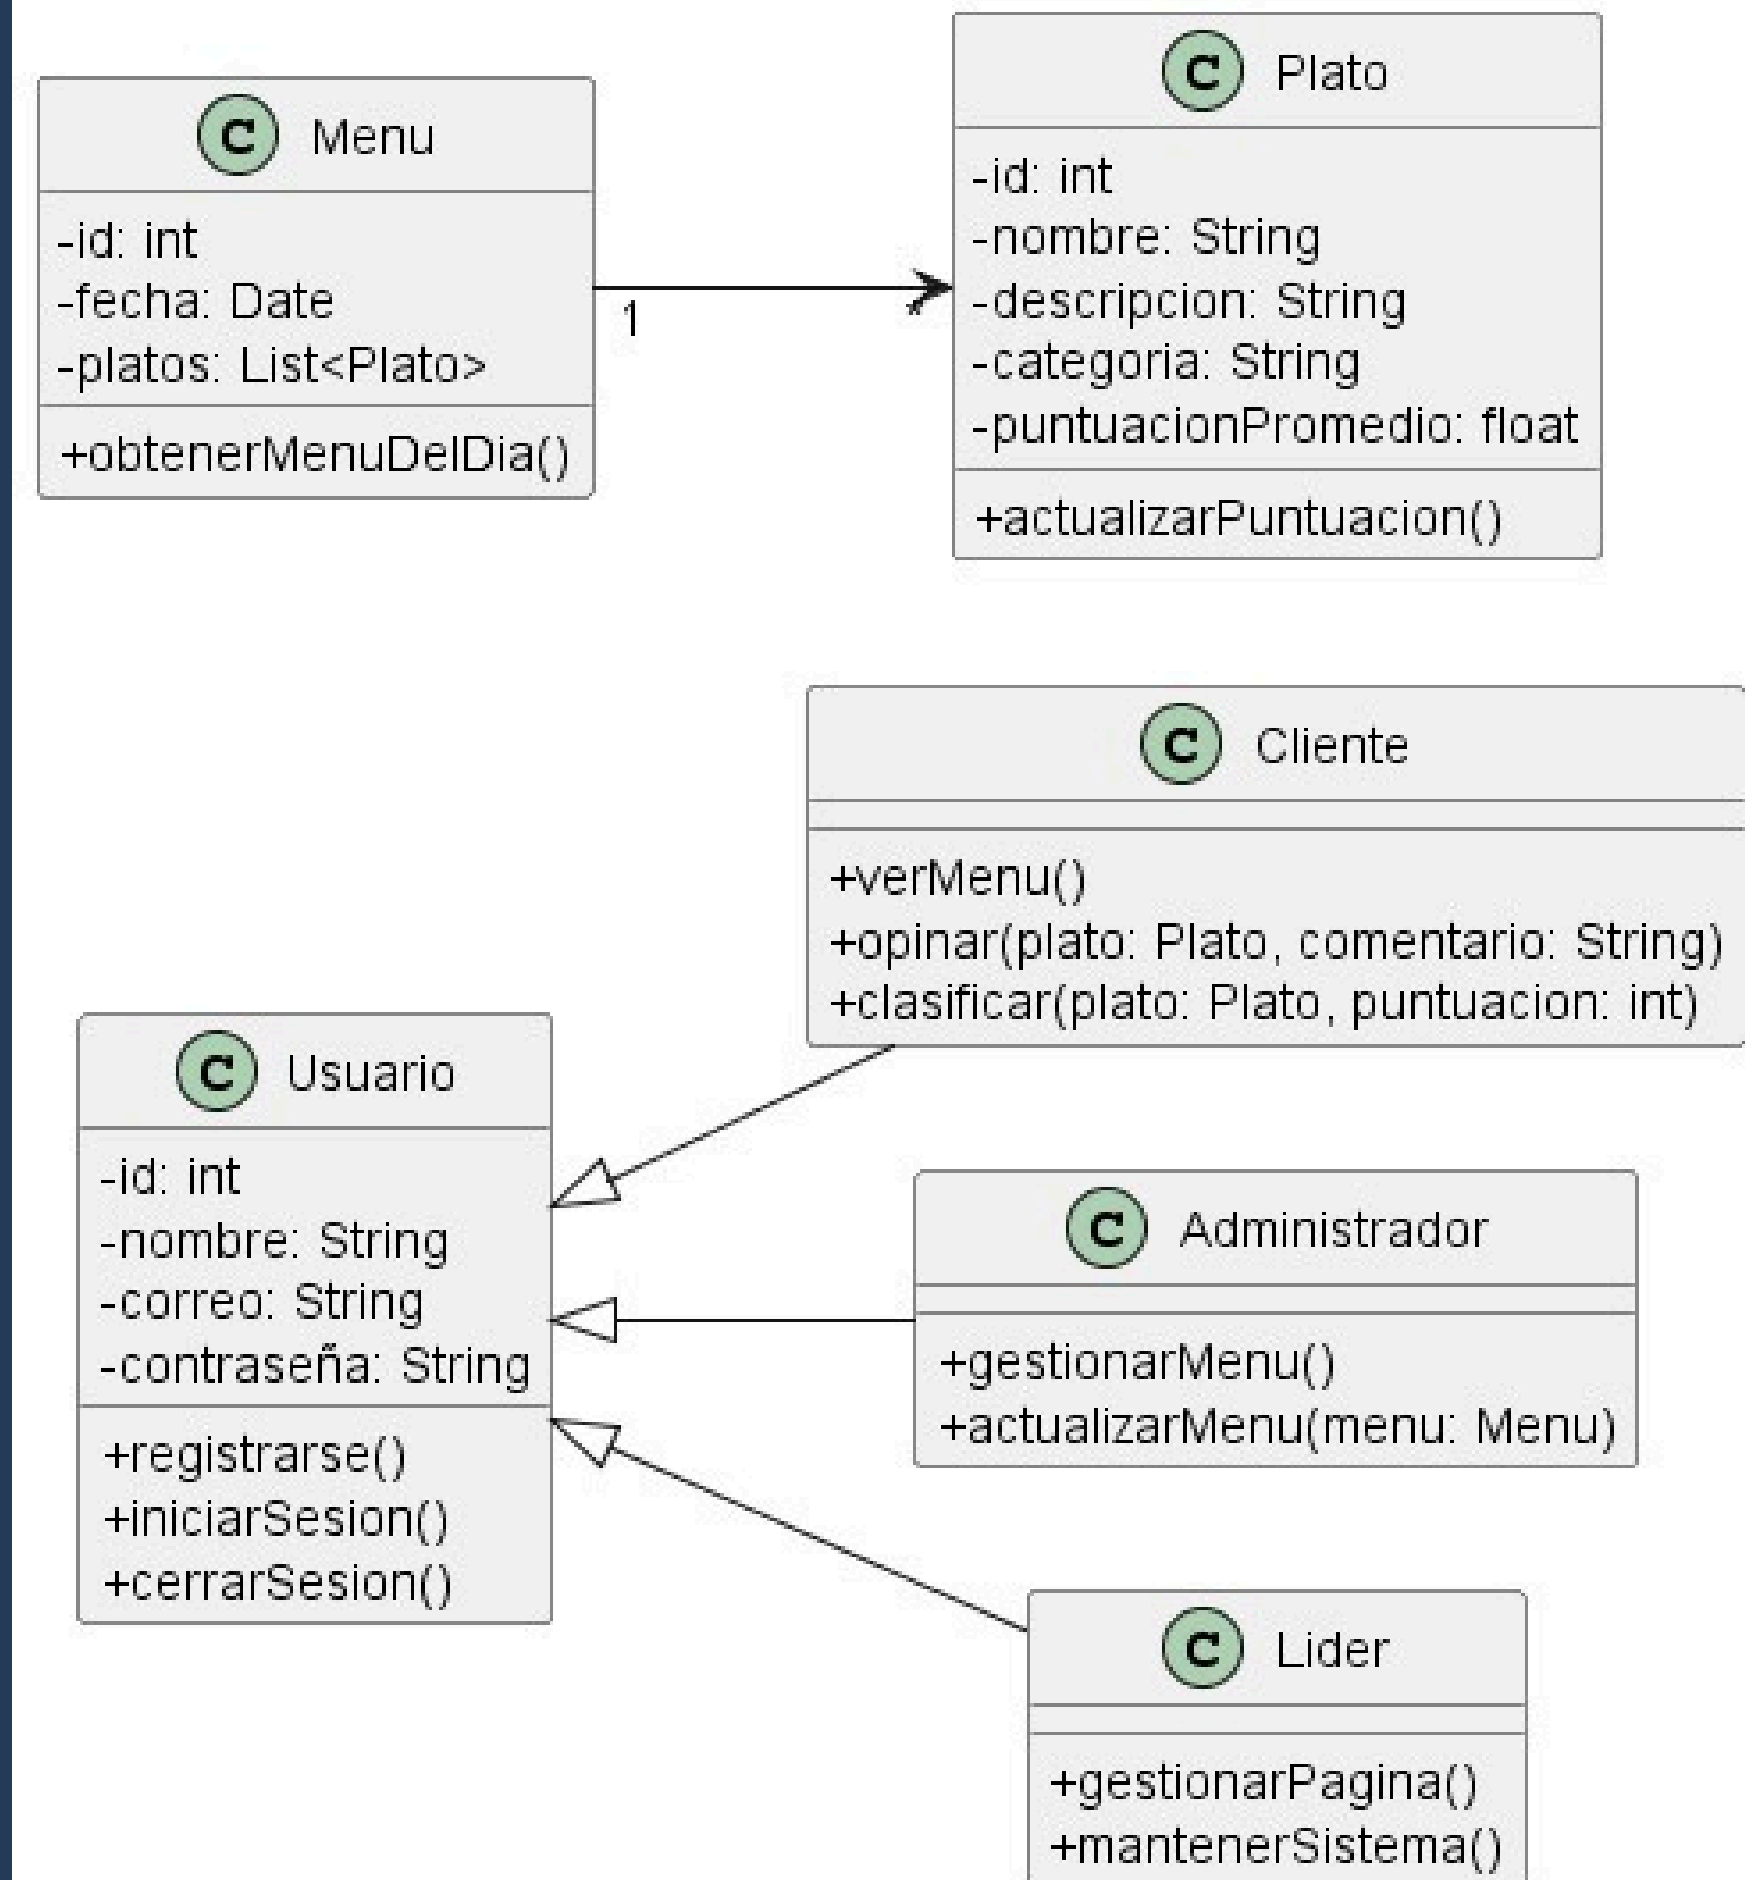 C Menu
-id: int
-fecha: Date
-platos: List<Plato>
+obtenerMenuDelDia()
1
C Plato
-id: int
-nombre: String
-descripcion: String
-categoria: String
-puntuacionPromedio: float
+actualizarPuntuacion()
C Cliente
+verMenu()
+opinar(plato: Plato, comentario: String)
+clasificar(plato: Plato, puntuacion: int)
C Usuario
-id: int
-nombre: String
-correo: String
-contraseña: String
+registrarse()
+iniciarSesion()
+cerrarSesion()
C Administrador
+gestionarMenu()
+actualizarMenu(menu: Menu)
C Lider
+gestionarPagina()
+mantenerSistema()